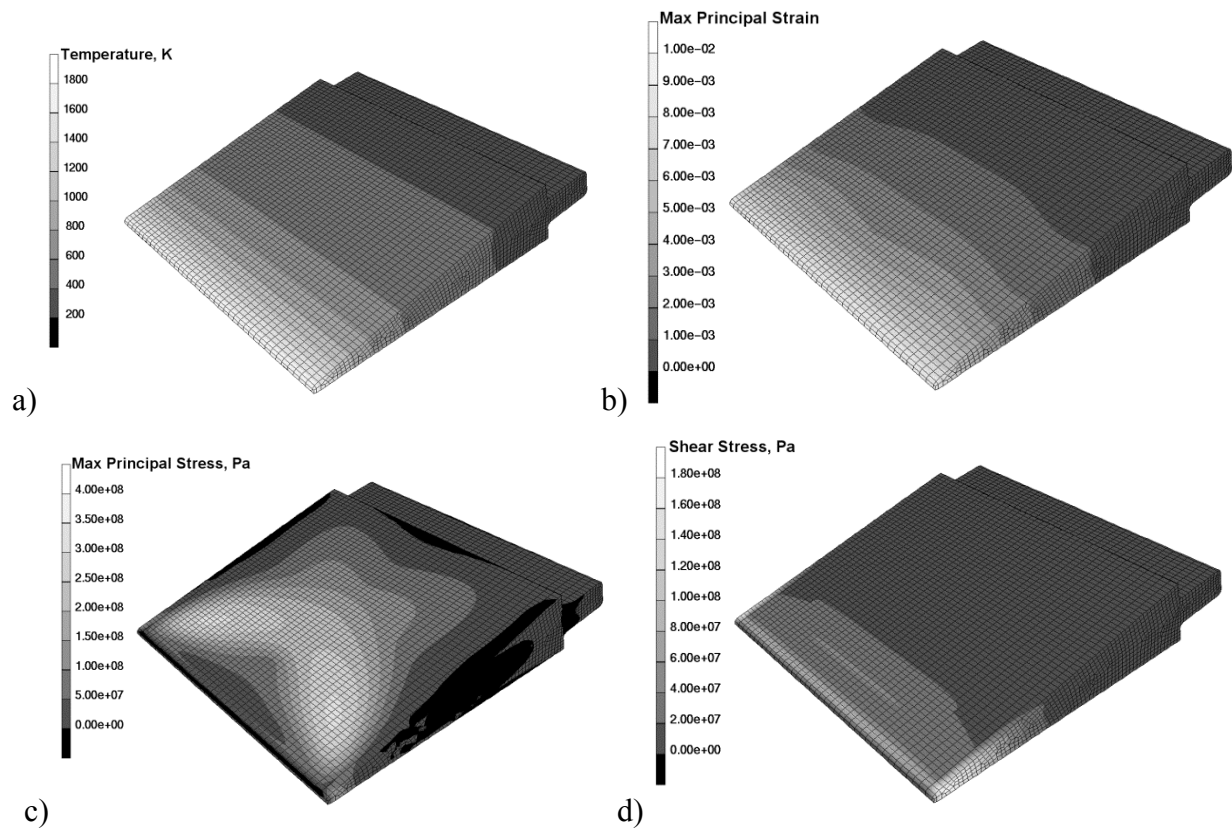 Temperature, K
1800
1600
1400
1200
1000
800
600
400
200
a)
Max Principal Strain
1.00e-02
9.00e-03
8.00e-03
7.00e-03
6.00e-03
5.00e-03
4.00e-03
3.00e-03
2.00e-03
1.00e-03
0.00e+00
b)
Max Principal Stress, Pa
4.00e+08
3.50e+08
3.00e+08
2.50e+08
2.00e+08
1.50e+08
1.00e+08
5.00e+07
0.00e+00
c)
Shear Stress, Pa
1.80e+08
1.60e+08
1.40e+08
1.20e+08
1.00e+08
8.00e+07
6.00e+07
4.00e+07
2.00e+07
0.00e+00
d)